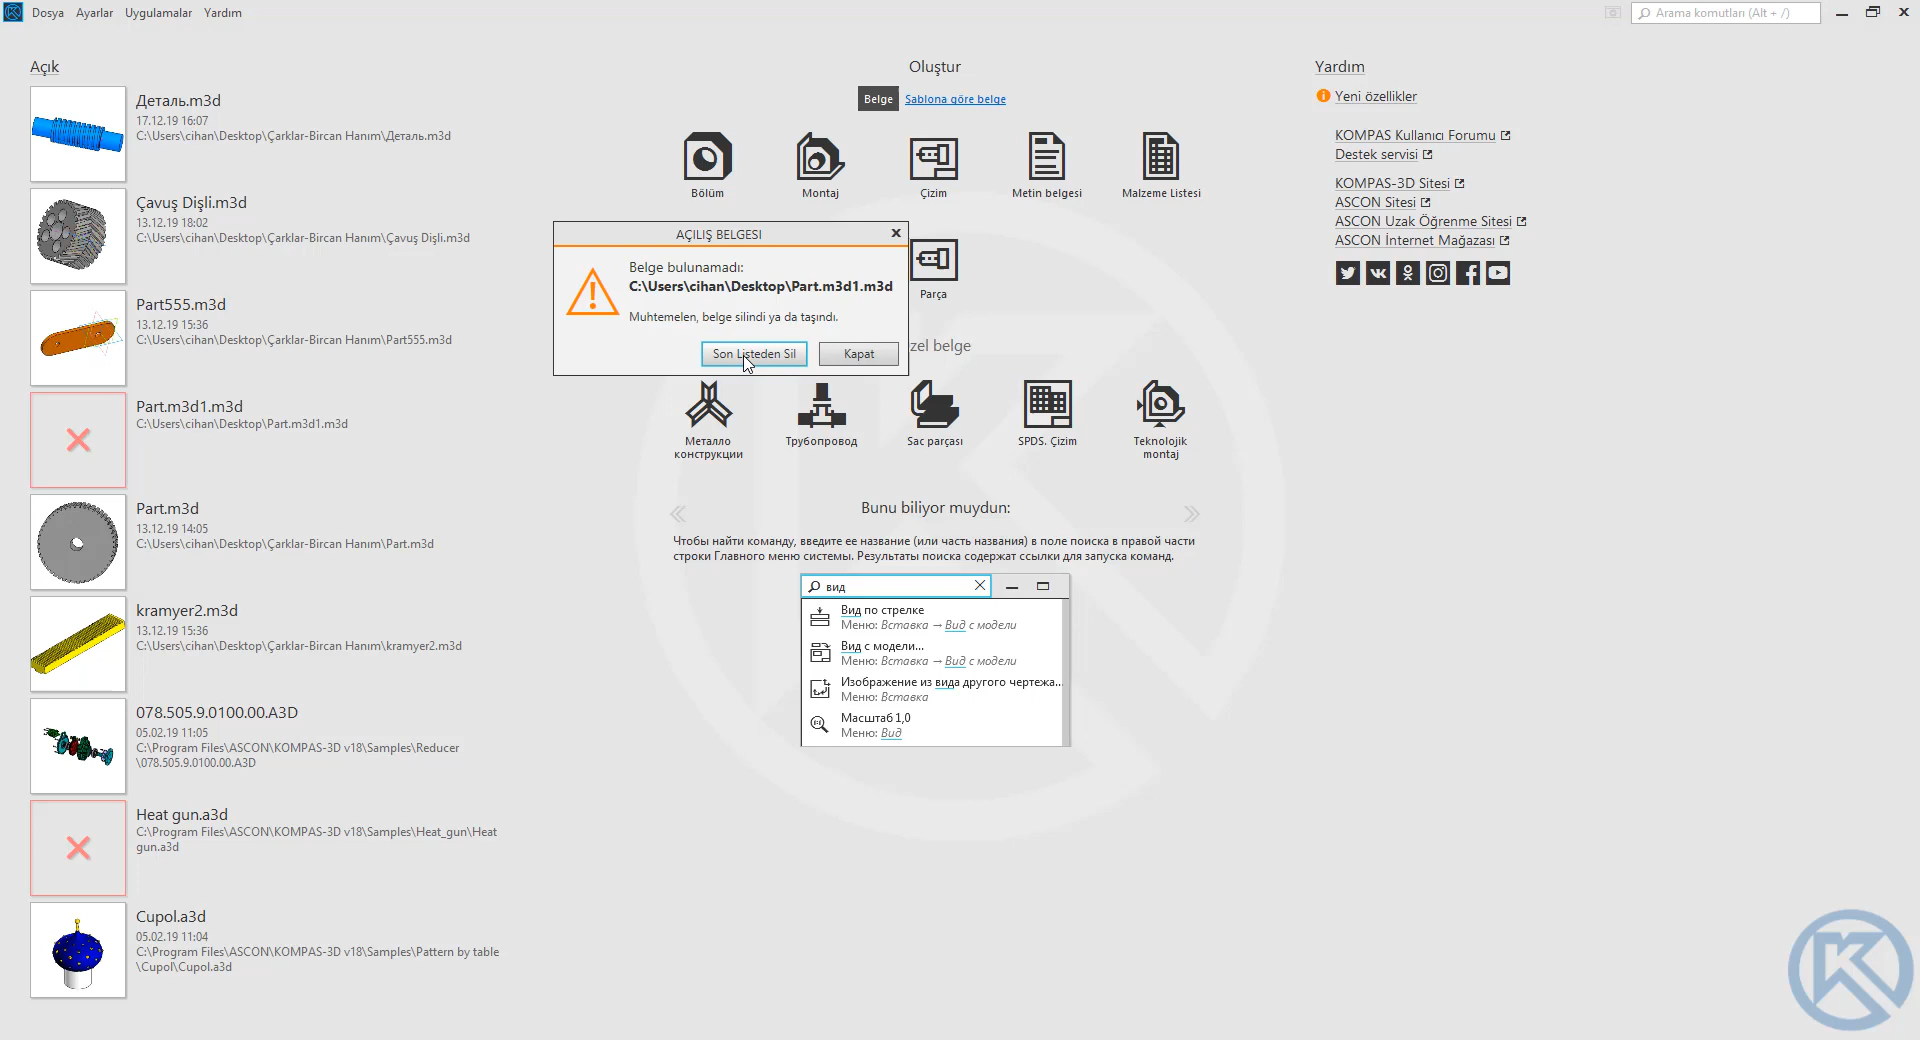 Dosya Ayarlar Uygulamalar Yardım
Arama komutları (Alt + /)
Açık
Деталь.m3d
17.12.19 16:07
C:\Users\cihan\Desktop\Çarklar-Bircan Hanım\Деталь.m3d
Çavuş Dişli.m3d
13.12.19 18:02
C:\Users\cihan\Desktop\Çarklar-Bircan Hanım\Çavuş Dişli.m3d
Part555.m3d
13.12.19 15:36
C:\Users\cihan\Desktop\Çarklar-Bircan Hanım\Part555.m3d
Part.m3d1.m3d
C:\Users\cihan\Desktop\Part.m3d1.m3d
Part.m3d
13.12.19 14:05
C:\Users\cihan\Desktop\Çarklar-Bircan Hanım\Part.m3d
kramyer2.m3d
13.12.19 15:36
C:\Users\cihan\Desktop\Çarklar-Bircan Hanım\kramyer2.m3d
078.505.9.0100.00.A3D
05.02.19 11:05
C:\Program Files\ASCON\KOMPAS-3D v18\Samples\Reducer
\078.505.9.0100.00.A3D
Heat gun.a3d
C:\Program Files\ASCON\KOMPAS-3D v18\Samples\Heat_gun\Heat
gun.a3d
Cupol.a3d
05.02.19 11:04
C:\Program Files\ASCON\KOMPAS-3D v18\Samples\Pattern by table
\Cupol\Cupol.a3d
Oluştur
Belge Şablona göre belge
Bölüm Montaj Çizim Metin belgesi Malzeme Listesi
AÇILIŞ BELGESI
Belge bulunamadı:
C:\Users\cihan\Desktop\Part.m3d1.m3d
Muhtemelen, belge silindi ya da taşındı.
Son Listeden Sil Kapat
Parça
zel belge
Металло
конструкции
Трубопровод
Sac parçası
SPDS. Çizim
Teknolojik
montaj
Bunu biliyor muydun:
Чтобы найти команду, введите ее название (или часть названия) в поле поиска в правой части
строки Главного меню системы. Результаты поиска содержат ссылки для запуска команд.
вид
Вид по стрелке
Меню: Вставка → Вид с модели
Вид с модели...
Меню: Вставка → Вид с модели
Изображение из вида другого чертежа...
Меню: Вставка
Масштаб 1,0
Меню: Вид
Yardım
Yeni özellikler
KOMPAS Kullanıcı Forumu
Destek servisi
KOMPAS-3D Sitesi
ASCON Sitesi
ASCON Uzak Öğrenme Sitesi
ASCON İnternet Mağazası